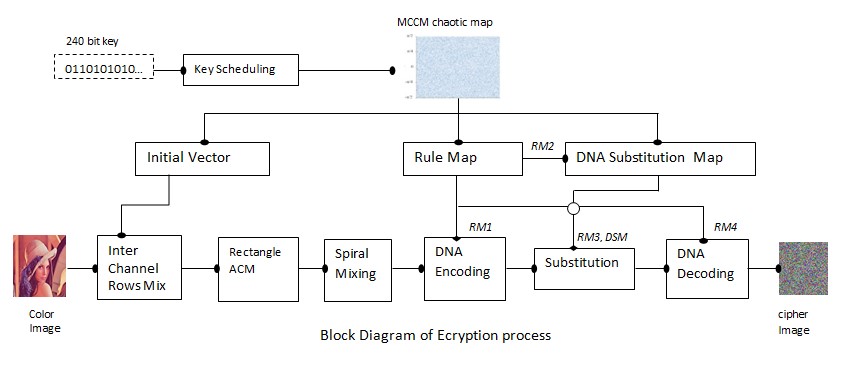 MCCM chaotic map
240 bit key
0110101010...
Key Scheduling
Initial Vector
Rule Map
RM2
DNA Substitution Map
RM1
RM3, DSM
RM4
Inter
Channel
Rows Mix
Rectangle
ACM
Spiral
Mixing
DNA
Encoding
Substitution
DNA
Decoding
Color
Image
cipher
Image
Block Diagram of Ecryption process